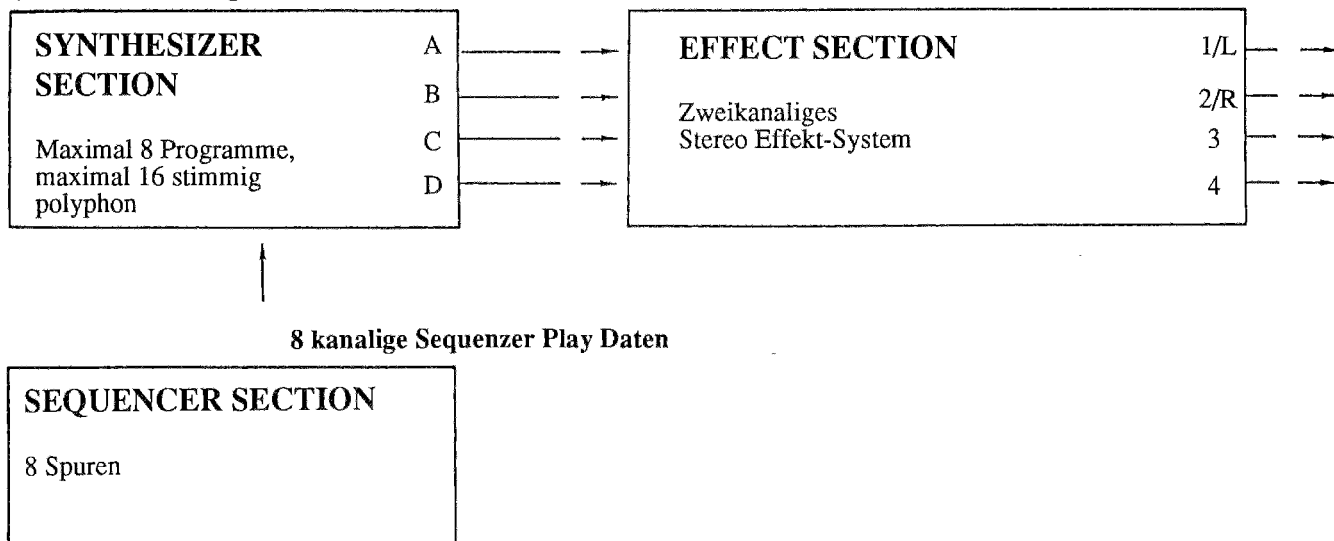 SYNTHESIZER
SECTION
A
B
C
D
Maximal 8 Programme,
maximal 16 stimmig
polyphon
EFFECT SECTION
Zweikanaliges
Stereo Effekt-System
1/L
2/R
3
4
8 kanalige Sequenzer Play Daten
SEQUENCER SECTION
8 Spuren